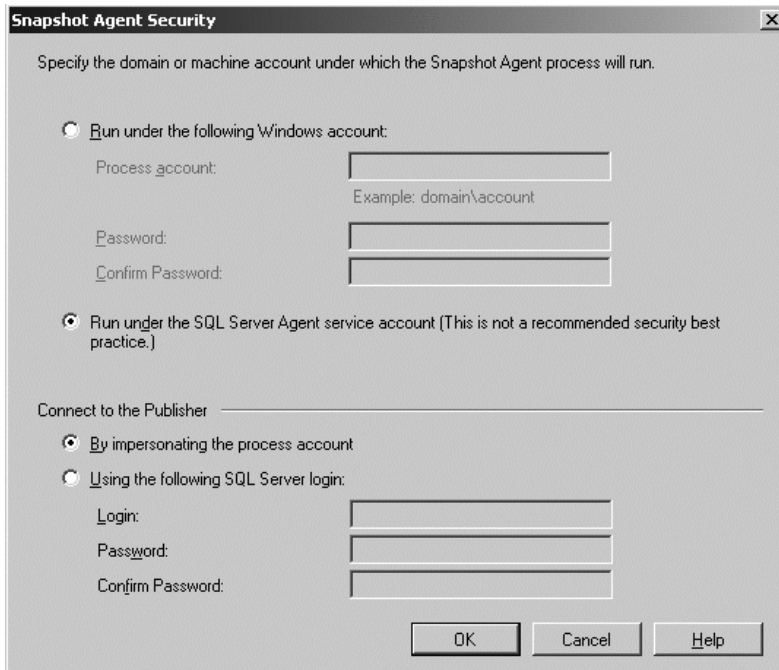 Snapshot Agent Security
Specify the domain or machine account under which the Snapshot Agent process will run.
Run under the following Windows account:
Process account:
Example: domain\account
Password:
Confirm Password:
Run under the SQL Server Agent service account (This is not a recommended security best
practice.)
Connect to the Publisher
By impersonating the process account
Using the following SQL Server login:
Login:
Password:
Confirm Password:
OK Cancel Help